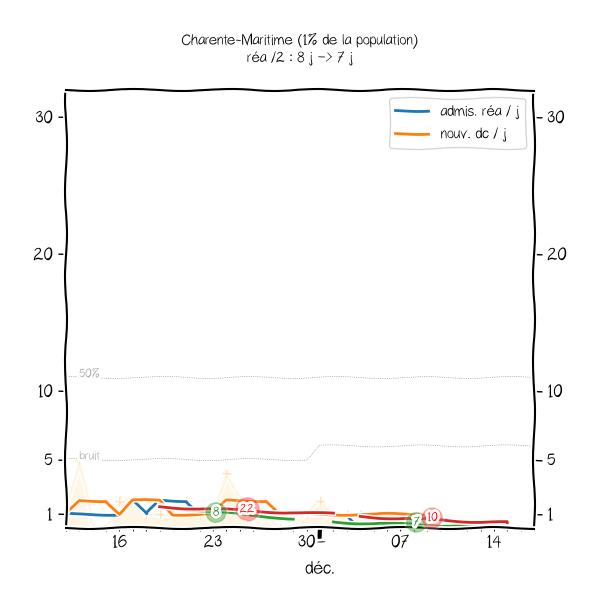 Charente-Maritime (1% de la population)
réa /2 : 8 j -> 7 j
admis. réa / j
nouv. dc / j
30 30
20 20
50%
10 10
bruit
5 5
8 22 7 10
1 1
16 23 30 07 14
déc.